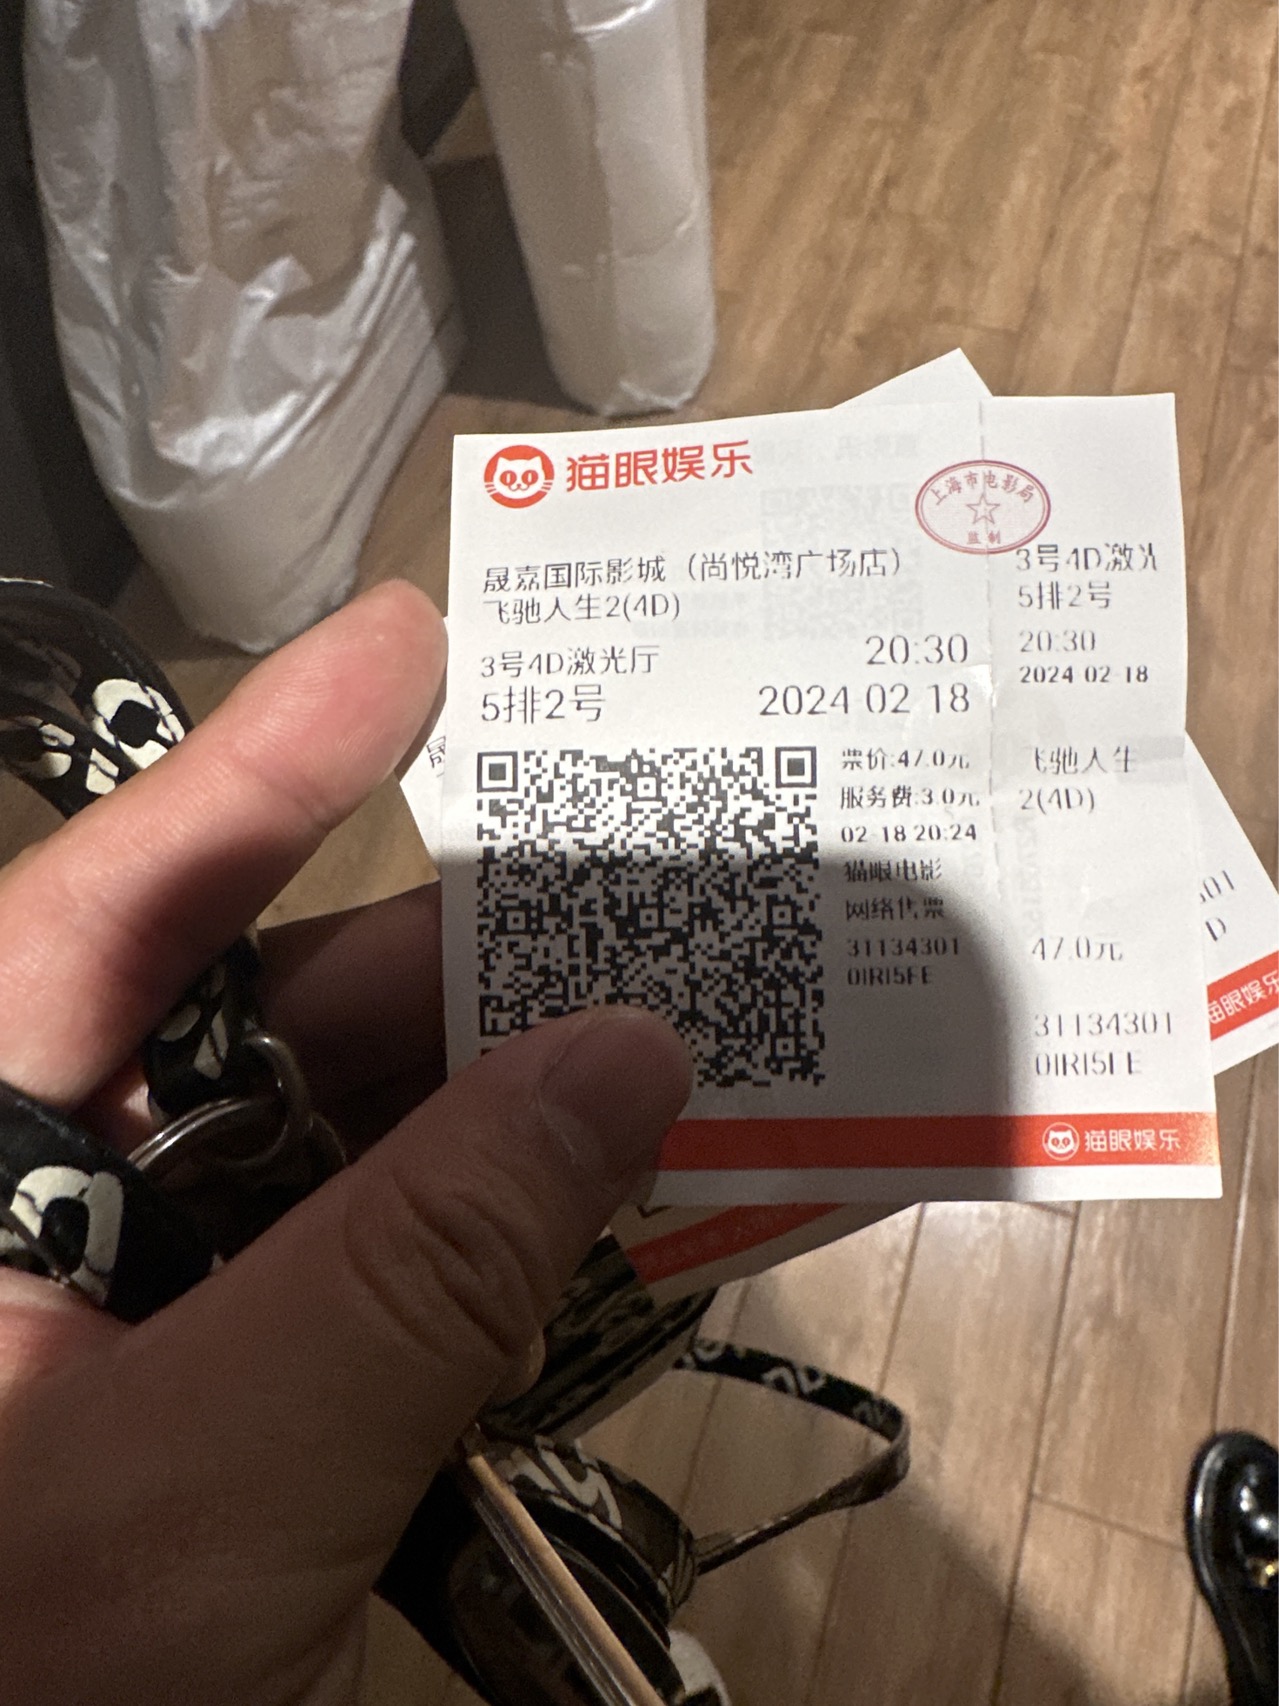 猫眼娱乐
上海市电影局
监制
晟嘉国际影城（尚悦湾广场店）
飞驰人生2(4D)
3号4D激光厅
20:30
5排2号
2024 02 18
票价:47.0元
服务费:3.0元
02-18 20:24
猫眼电影
网络售票
31134301
01RI5FE
3号4D激光
5排2号
20:30
2024 02 18
飞驰人生
2(4D)
47.0元
31134301
01RI5FE
猫眼娱乐
晟
01
D
猫眼娱乐